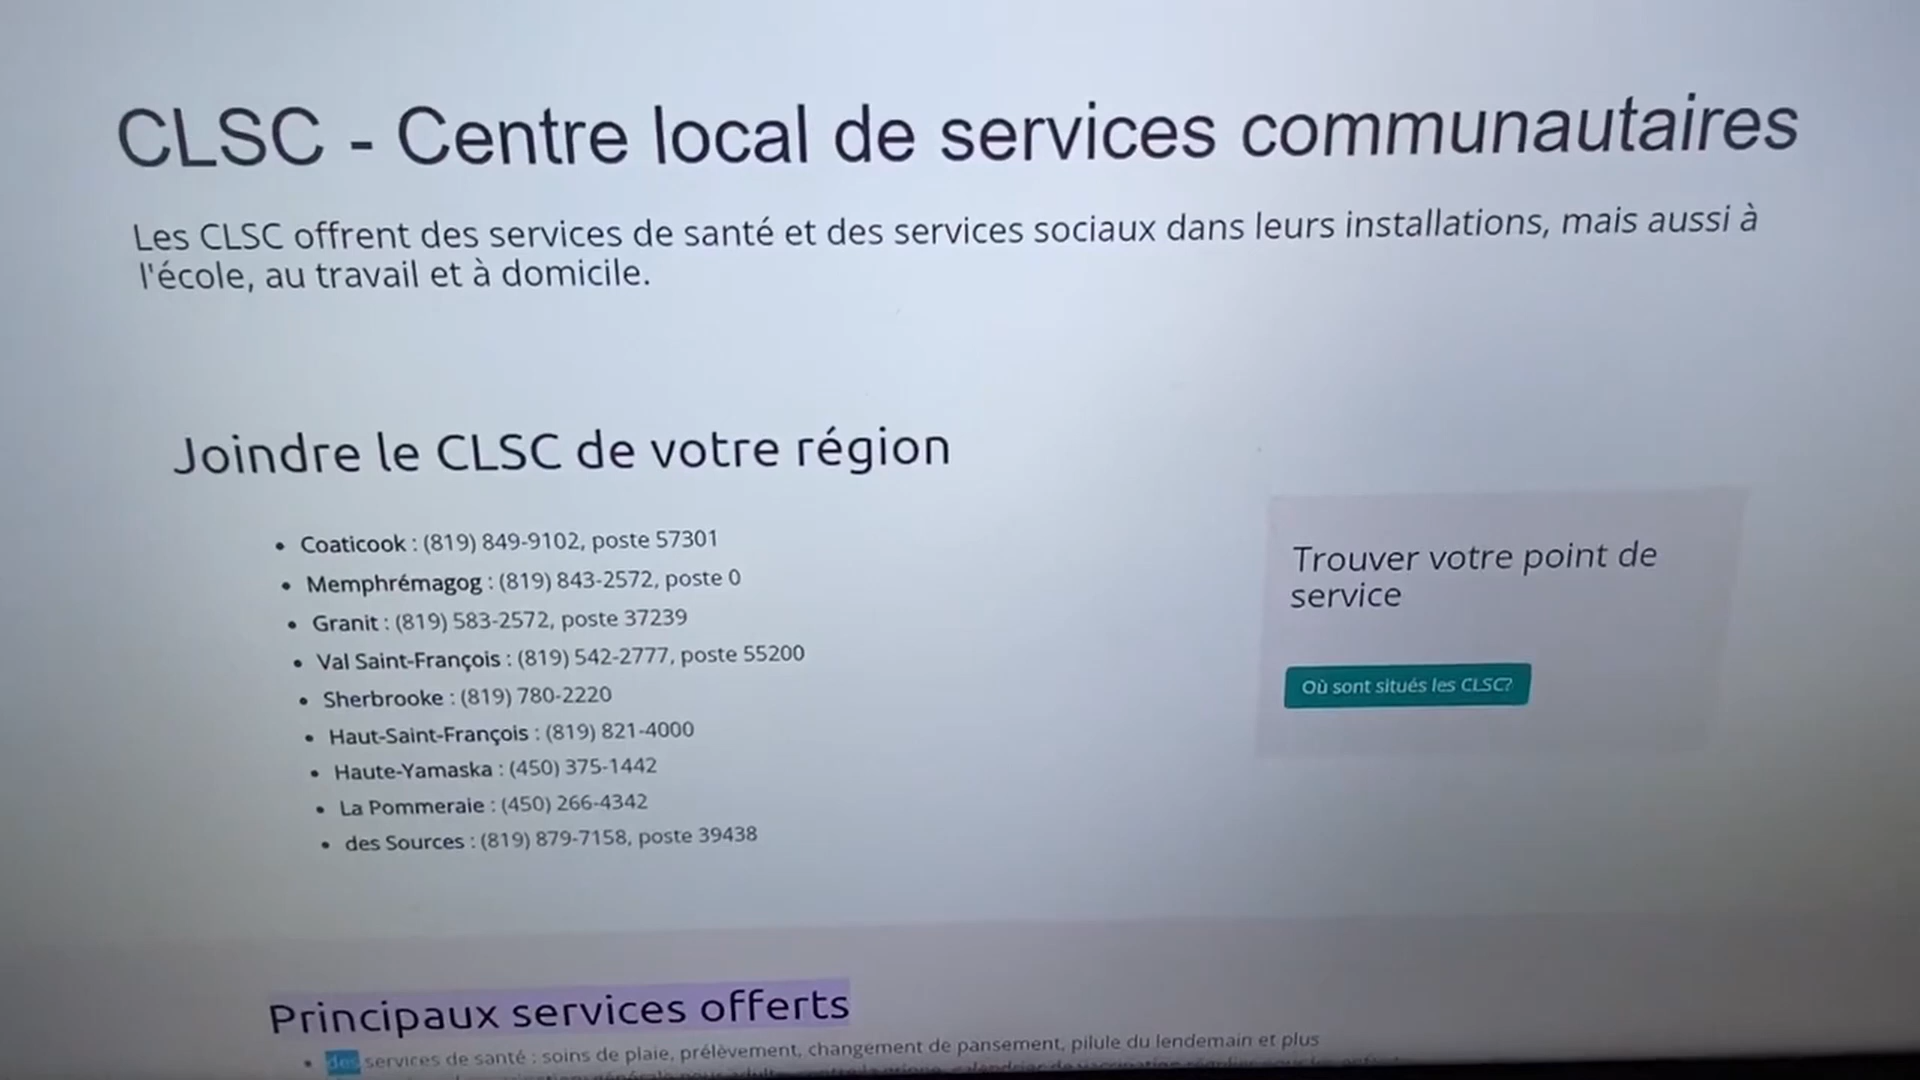 CLSC - Centre local de services communautaires
Les CLSC offrent des services de santé et des services sociaux dans leurs installations, mais aussi à
l'école, au travail et à domicile.
Joindre le CLSC de votre région
• Coaticook : (819) 849-9102, poste 57301
• Memphrémagog : (819) 843-2572, poste 0
• Granit : (819) 583-2572, poste 37239
• Val Saint-François : (819) 542-2777, poste 55200
• Sherbrooke : (819) 780-2220
• Haut-Saint-François : (819) 821-4000
• Haute-Yamaska : (450) 375-1442
• La Pommeraie : (450) 266-4342
• des Sources : (819) 879-7158, poste 39438
Trouver votre point de
service
Où sont situés les CLSC?
Principaux services offerts
• des services de santé : soins de plaie, prélèvement, changement de pansement, pilule du lendemain et plus